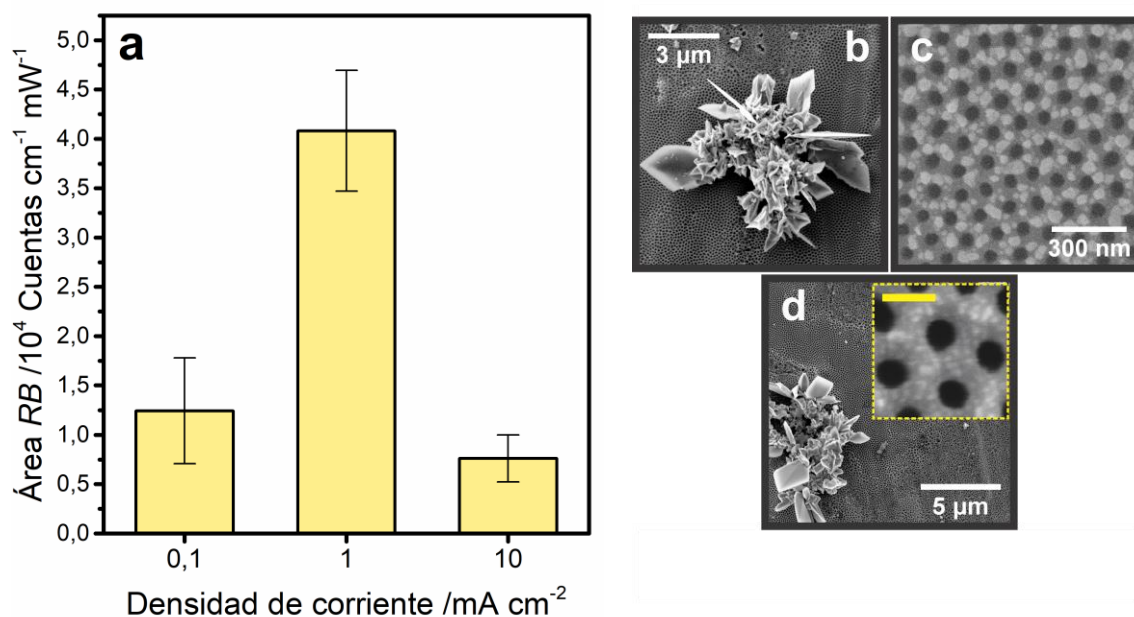 a
5,0
4,5
4,0
3,5
3,0
2,5
2,0
1,5
1,0
0,5
0,0
Área RB /10⁴ Cuentas cm⁻¹ mW⁻¹
0,1 1 10
Densidad de corriente /mA cm⁻²
3 µm
b
c
300 nm
d
5 µm